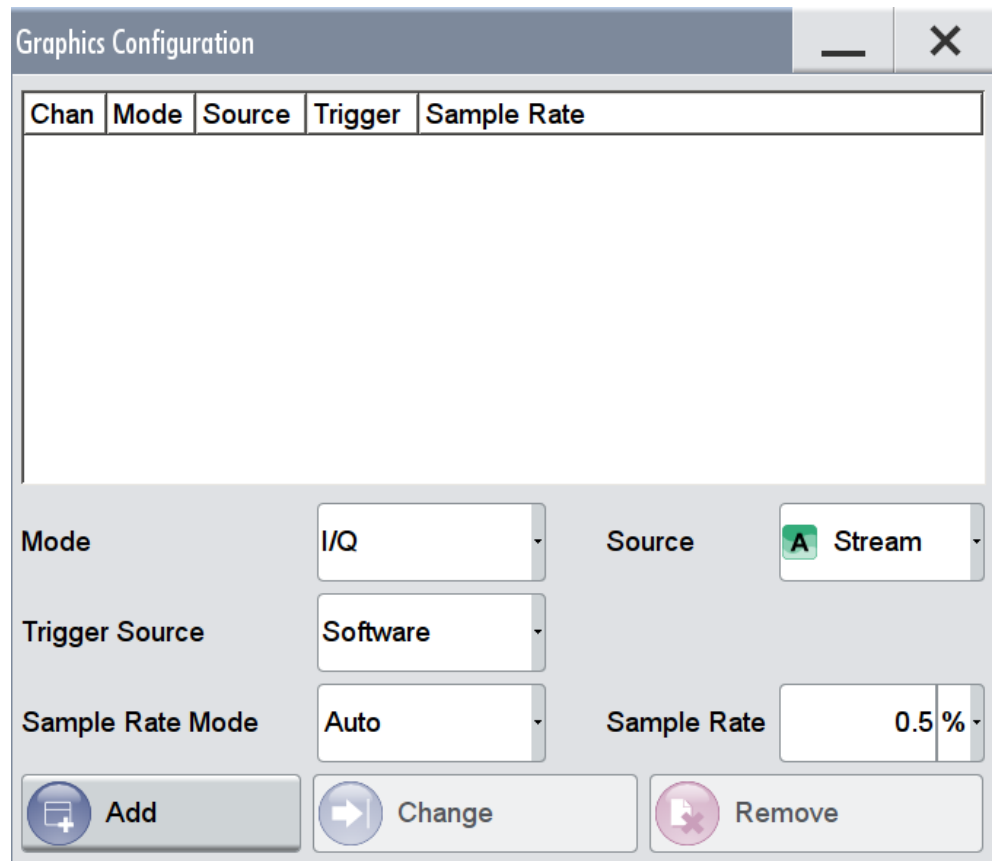 Graphics Configuration
Chan Mode Source Trigger Sample Rate
Mode I/Q Source A Stream
Trigger Source Software
Sample Rate Mode Auto Sample Rate 0.5 %
Add Change Remove